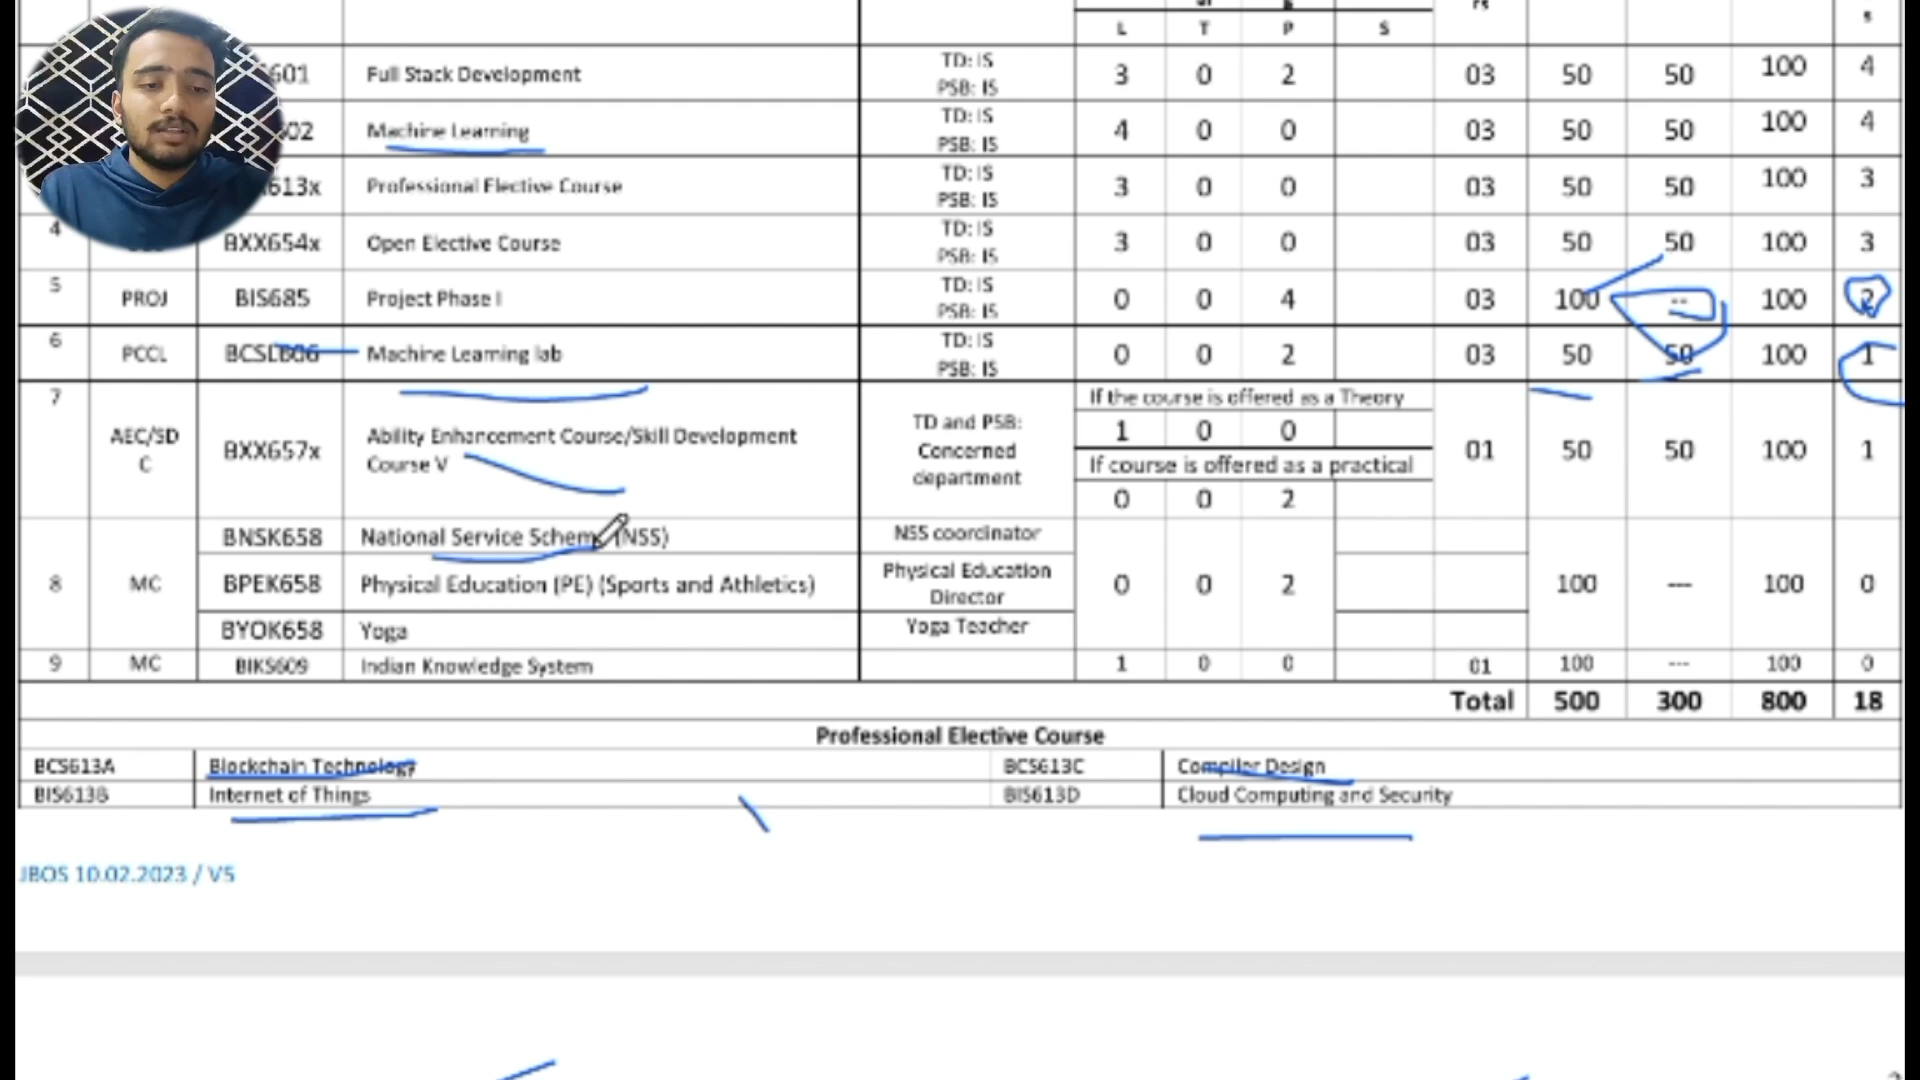 L T P S
601 Full Stack Development TD: IS PSB: IS 3 0 2 03 50 50 100 4
02 Machine Learning TD: IS PSB: IS 4 0 0 03 50 50 100 4
613x Professional Elective Course TD: IS PSB: IS 3 0 0 03 50 50 100 3
4 BXX654x Open Elective Course TD: IS PSB: IS 3 0 0 03 50 50 100 3
5 PROJ BIS685 Project Phase I TD: IS PSB: IS 0 0 4 03 100 -- 100 2
6 PCCL BCSL606 Machine Learning lab TD: IS PSB: IS 0 0 2 03 50 50 100 1
7 AEC/SD C BXX657x Ability Enhancement Course/Skill Development Course V TD and PSB: Concerned department If the course is offered as a Theory 01 50 50 100 1
1 0 0
If course is offered as a practical
0 0 2
BNSK658 National Service Scheme (NSS) NSS coordinator
8 MC BPEK658 Physical Education (PE) (Sports and Athletics) Physical Education Director 0 0 2 100 --- 100 0
BYOK658 Yoga Yoga Teacher
9 MC BIKS609 Indian Knowledge System 1 0 0 01 100 --- 100 0
Total 500 300 800 18
Professional Elective Course
BCS613A Blockchain Technology BCS613C Compiler Design
BIS613B Internet of Things BIS613D Cloud Computing and Security
JBOS 10.02.2023 / V5